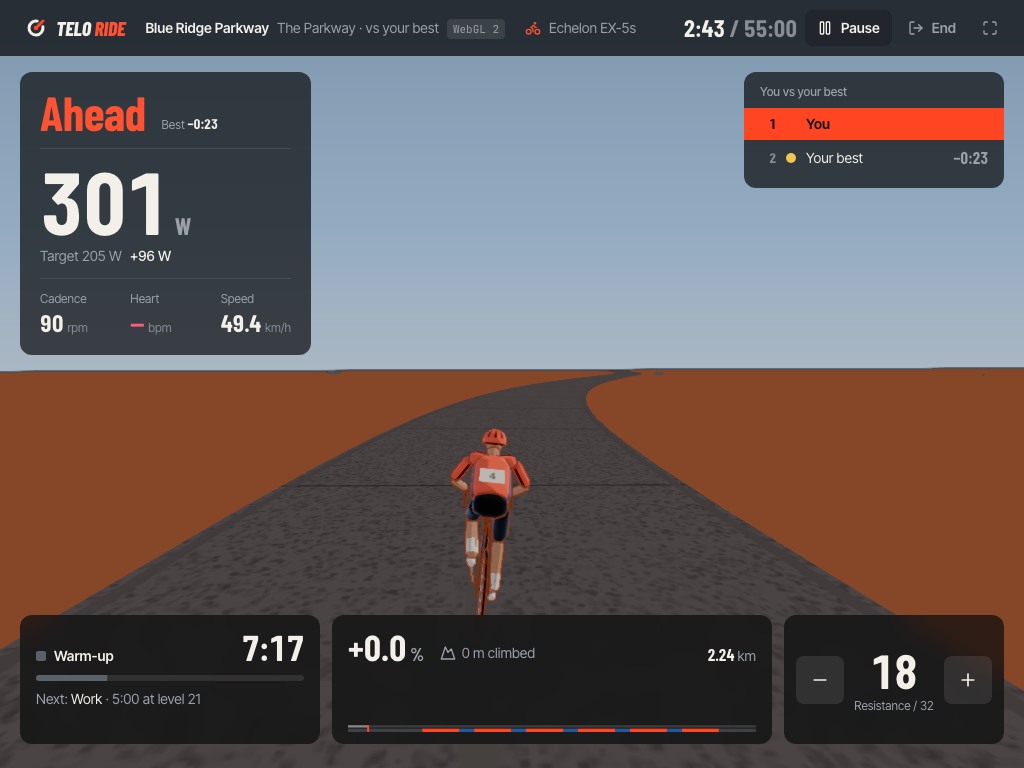 TELO RIDE Blue Ridge Parkway The Parkway · vs your best WebGL 2 Echelon EX-5s 2:43 / 55:00 Pause End
Ahead Best −0:23
301 W
Target 205 W +96 W
Cadence Heart Speed
90 rpm – bpm 49.4 km/h
You vs your best
1 You
2 Your best −0:23
4
Warm-up 7:17
Next: Work · 5:00 at level 21
+0.0 % 0 m climbed 2.24 km
− 18 +
Resistance / 32